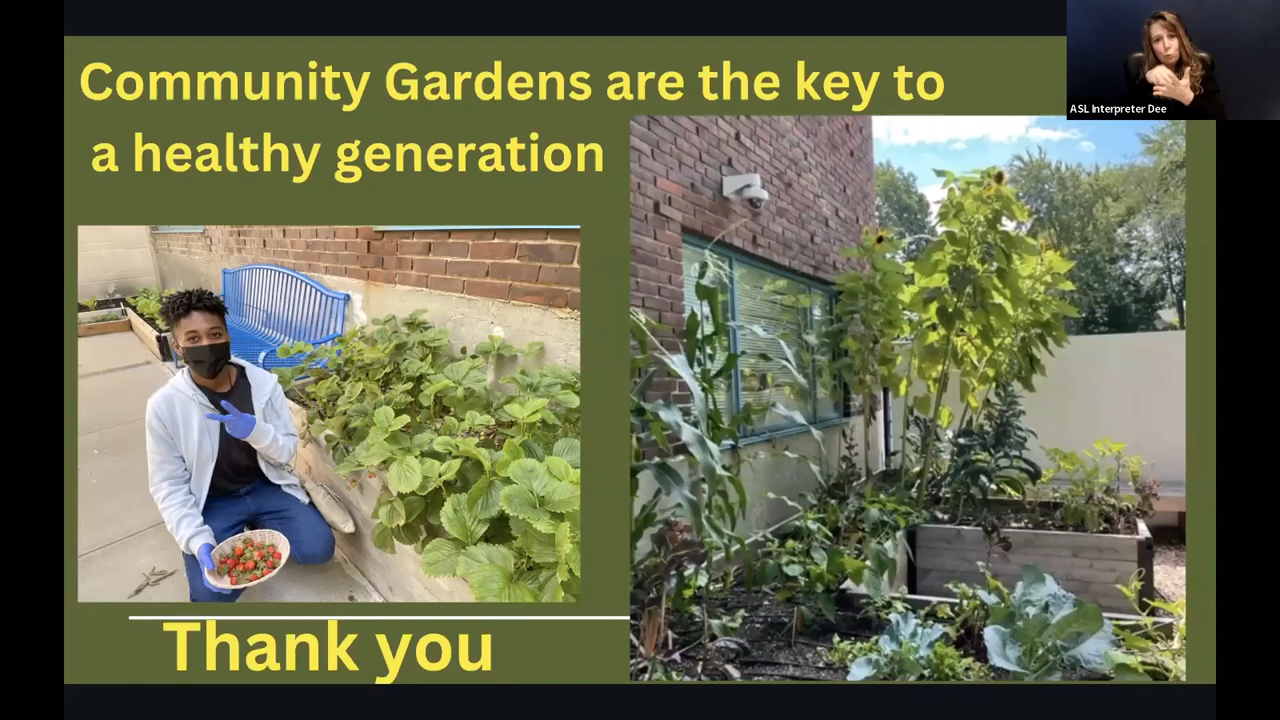 Community Gardens are the key to
a healthy generation
ASL Interpreter Dee
Thank you